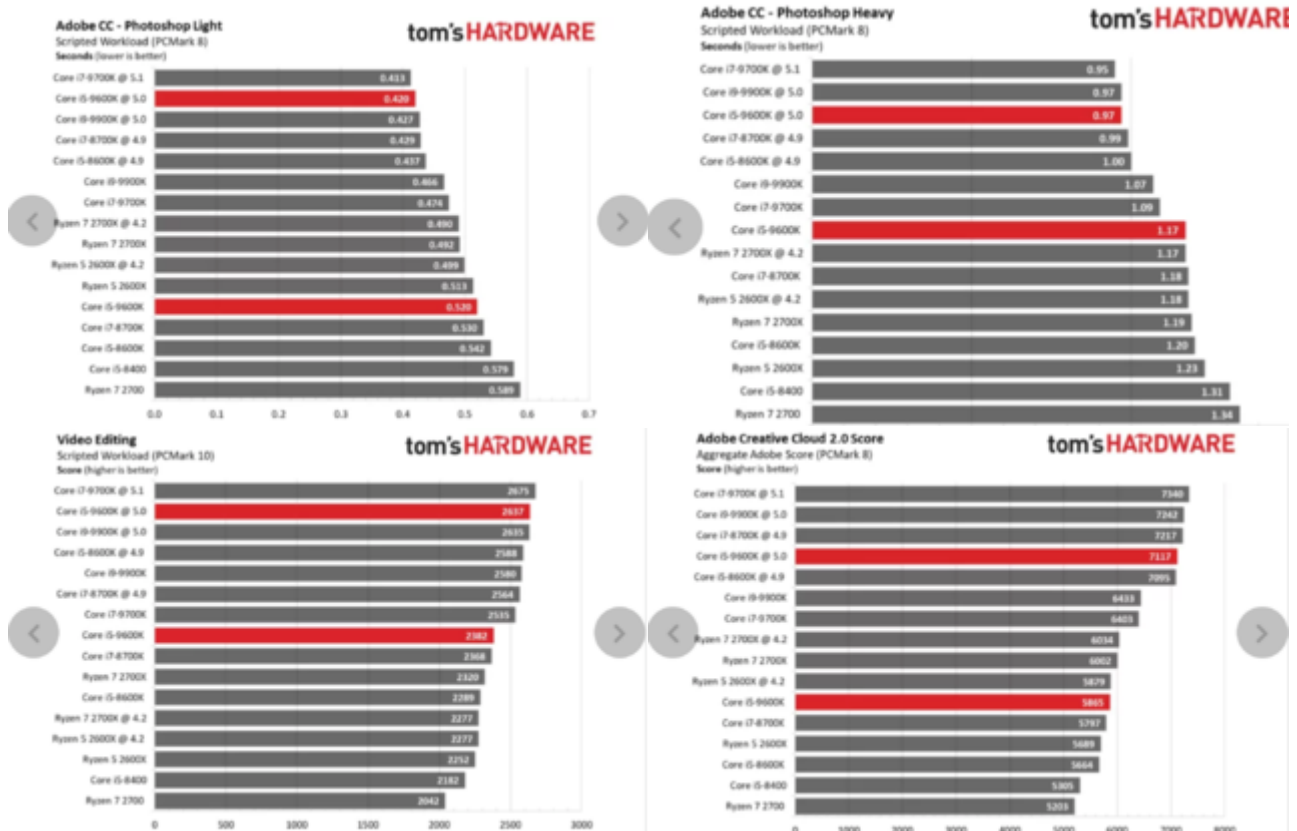 Adobe CC - Photoshop Light
Scripted Workload (PCMark 8)
Seconds (lower is better)
tom's HARDWARE
Core i7-9700K @ 5.1 0.413
Core i5-9600K @ 5.0 0.420
Core i9-9900K @ 5.0 0.427
Core i7-8700K @ 4.9 0.429
Core i5-8600K @ 4.9 0.437
Core i9-9900K 0.466
Core i7-9700K 0.474
Ryzen 7 2700X @ 4.2 0.490
Ryzen 7 2700X 0.492
Ryzen 5 2600X @ 4.2 0.499
Ryzen 5 2600X 0.513
Core i5-9600K 0.520
Core i7-8700K 0.530
Core i5-8600K 0.542
Core i5-8400 0.579
Ryzen 7 2700 0.589
0.0 0.1 0.2 0.3 0.4 0.5 0.6 0.7
Adobe CC - Photoshop Heavy
Scripted Workload (PCMark 8)
Seconds (lower is better)
tom's HARDWARE
Core i7-9700K @ 5.1 0.95
Core i9-9900K @ 5.0 0.97
Core i5-9600K @ 5.0 0.97
Core i7-8700K @ 4.9 0.99
Core i5-8600K @ 4.9 1.00
Core i9-9900K 1.07
Core i7-9700K 1.09
Core i5-9600K 1.17
Ryzen 7 2700X @ 4.2 1.17
Core i7-8700K 1.18
Ryzen 5 2600X @ 4.2 1.18
Ryzen 7 2700X 1.19
Core i5-8600K 1.20
Ryzen 5 2600X 1.23
Core i5-8400 1.31
Ryzen 7 2700 1.34
Video Editing
Scripted Workload (PCMark 10)
Score (higher is better)
tom's HARDWARE
Core i7-9700K @ 5.1 2675
Core i5-9600K @ 5.0 2637
Core i9-9900K @ 5.0 2635
Core i5-8600K @ 4.9 2588
Core i9-9900K 2580
Core i7-8700K @ 4.9 2564
Core i7-9700K 2535
Core i5-9600K 2382
Core i7-8700K 2368
Ryzen 7 2700X 2320
Core i5-8600K 2289
Ryzen 7 2700X @ 4.2 2277
Ryzen 5 2600X @ 4.2 2277
Ryzen 5 2600X 2252
Core i5-8400 2182
Ryzen 7 2700 2042
0 500 1000 1500 2000 2500 3000
Adobe Creative Cloud 2.0 Score
Aggregate Adobe Score (PCMark 8)
Score (higher is better)
tom's HARDWARE
Core i7-9700K @ 5.1 7340
Core i9-9900K @ 5.0 7242
Core i7-8700K @ 4.9 7217
Core i5-9600K @ 5.0 7117
Core i5-8600K @ 4.9 7095
Core i9-9900K 6433
Core i7-9700K 6403
Ryzen 7 2700X @ 4.2 6034
Ryzen 7 2700X 6002
Ryzen 5 2600X @ 4.2 5879
Core i5-9600K 5865
Core i7-8700K 5797
Ryzen 5 2600X 5689
Core i5-8600K 5664
Core i5-8400 5305
Ryzen 7 2700 5203